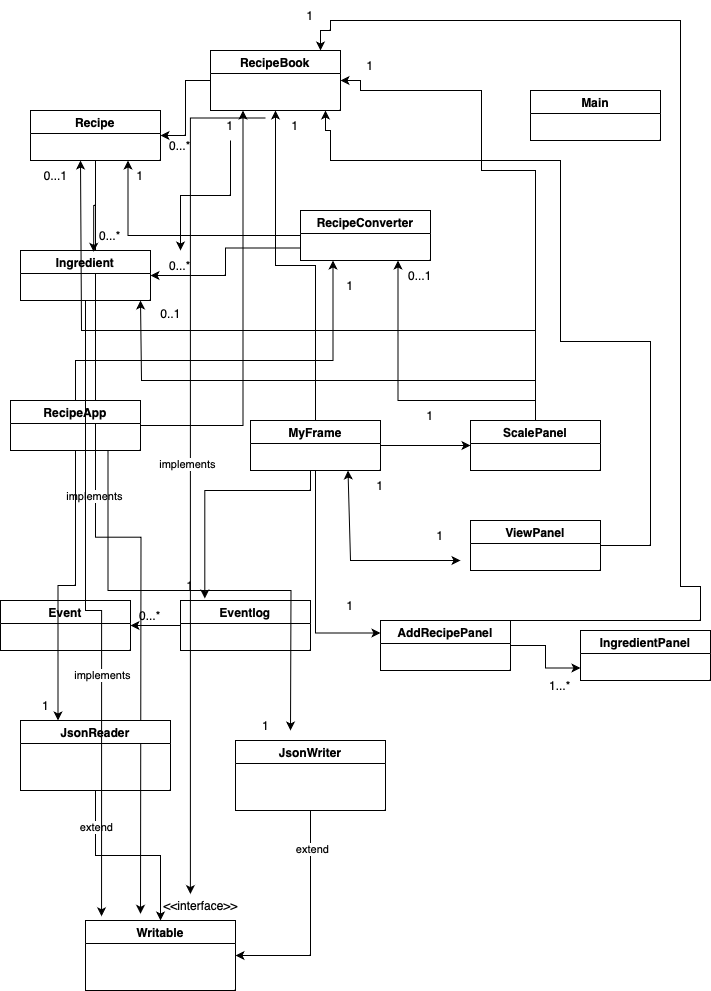 1
RecipeBook
1
Main
Recipe
1
1
0...*
0...1
1
RecipeConverter
0...*
Ingredient
0...*
0...1
1
0..1
RecipeApp
1
MyFrame
ScalePanel
implements
1
implements
1
ViewPanel
1
1
Event
0...*
Eventlog
AddRecipePanel
IngredientPanel
implements
1...*
1
1
JsonReader
JsonWriter
extend
extend
<<interface>>
Writable